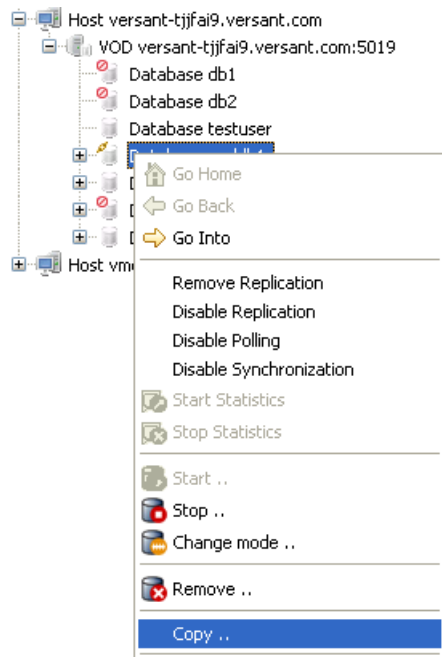 Host versant-tjjfai9.versant.com
VOD versant-tjjfai9.versant.com:5019
Database db1
Database db2
Database testuser
Go Home
Go Back
Go Into
Host
Remove Replication
Disable Replication
Disable Polling
Disable Synchronization
Start Statistics
Stop Statistics
Start ..
Stop ..
Change mode ..
Remove ..
Copy ..